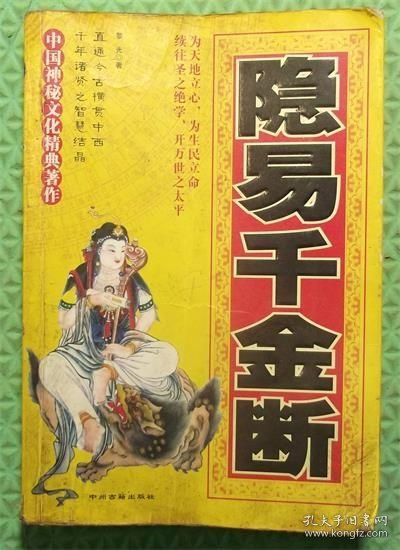 隐易千金断
为天地立心，为生民立命
续往圣之绝学，开万世之太平
黎光 著
直通今古横贯中西
千年诸贤之智慧结晶
中国神秘文化精典著作
中州古籍出版社
孔夫子旧书网
kongfz.com